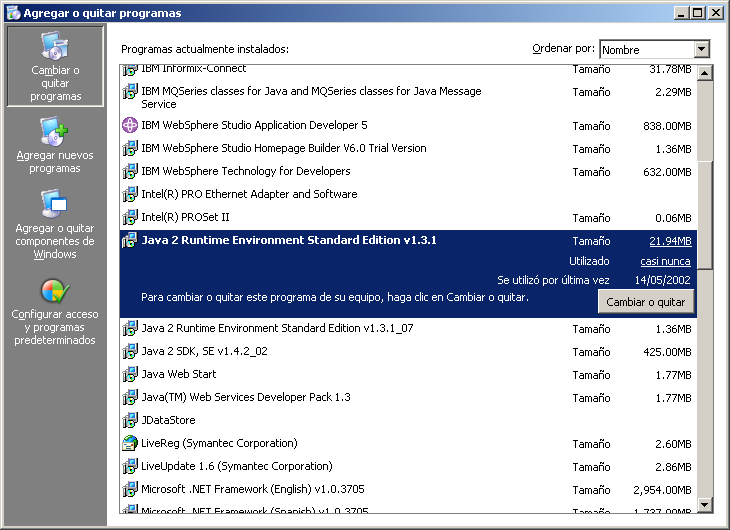 Agregar o quitar programas
Cambiar o
quitar
programas
Agregar nuevos
programas
Agregar o quitar
componentes de
Windows
Configurar acceso
y programas
predeterminados
Programas actualmente instalados:
Ordenar por: Nombre
IBM Informix-Connect Tamaño 31.78MB
IBM MQSeries classes for Java and MQSeries classes for Java Message Tamaño 2.29MB
Service
IBM WebSphere Studio Application Developer 5 Tamaño 838.00MB
IBM WebSphere Studio Homepage Builder V6.0 Trial Version Tamaño 1.36MB
IBM WebSphere Technology for Developers Tamaño 632.00MB
Intel(R) PRO Ethernet Adapter and Software
Intel(R) PROSet II Tamaño 0.06MB
Java 2 Runtime Environment Standard Edition v1.3.1 Tamaño 21.94MB
Utilizado casi nunca
Se utilizó por última vez 14/05/2002
Para cambiar o quitar este programa de su equipo, haga clic en Cambiar o quitar. Cambiar o quitar
Java 2 Runtime Environment Standard Edition v1.3.1_07 Tamaño 1.36MB
Java 2 SDK, SE v1.4.2_02 Tamaño 425.00MB
Java Web Start Tamaño 1.77MB
Java(TM) Web Services Developer Pack 1.3 Tamaño 1.77MB
JDataStore
LiveReg (Symantec Corporation) Tamaño 2.60MB
LiveUpdate 1.6 (Symantec Corporation) Tamaño 2.86MB
Microsoft .NET Framework (English) v1.0.3705 Tamaño 2,954.00MB
Microsoft .NET Framework (Spanish) v1.0.3705 Tamaño 1,737.00MB